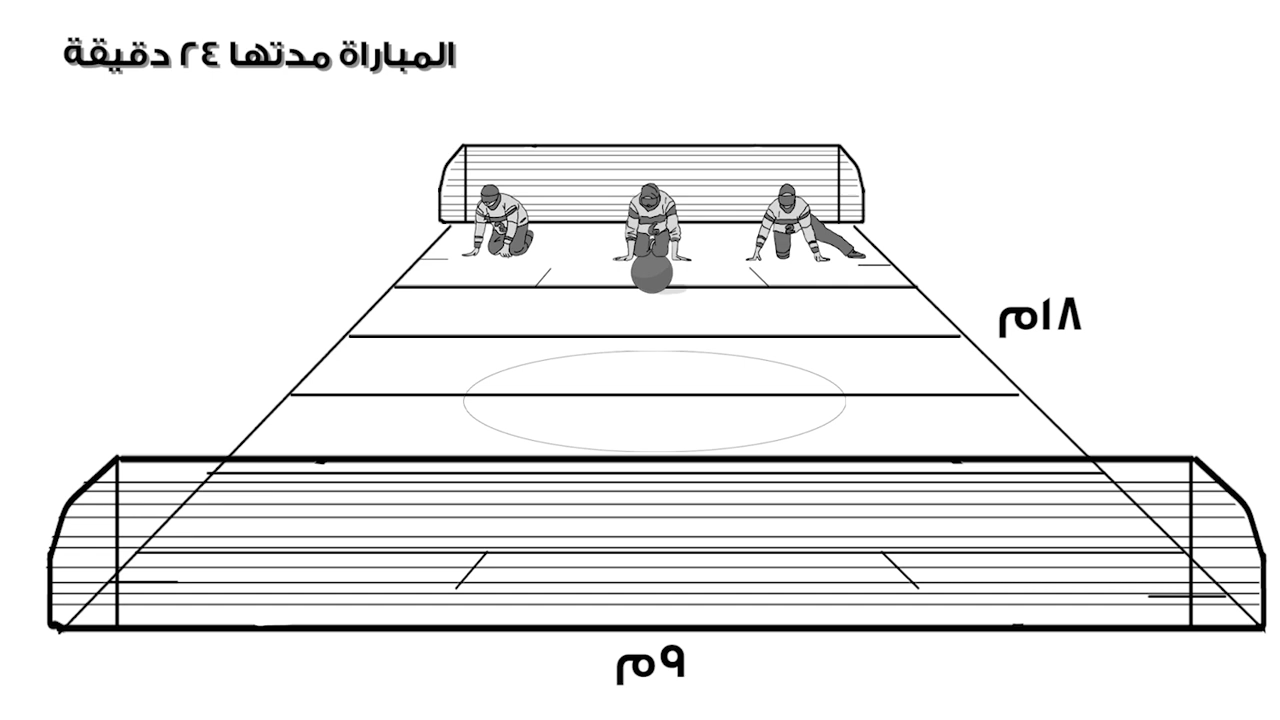 المباراة مدتها ٢٤ دقيقة
١٨م
٩م